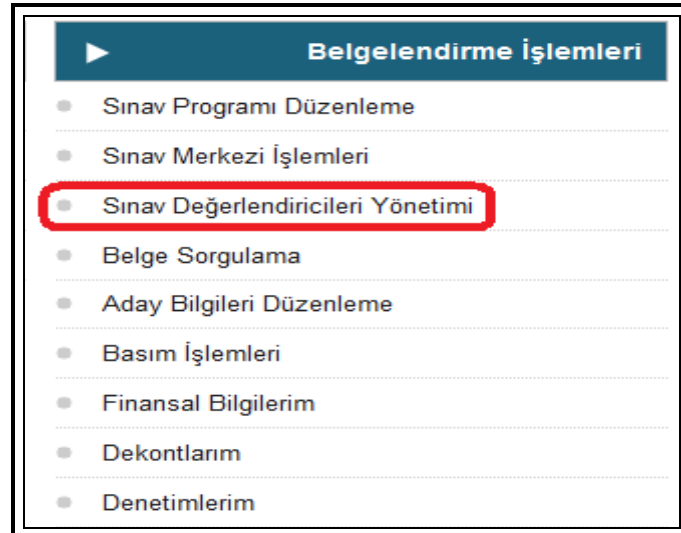 Belgelendirme İşlemleri
Sınav Programı Düzenleme
Sınav Merkezi İşlemleri
Sınav Değerlendiricileri Yönetimi
Belge Sorgulama
Aday Bilgileri Düzenleme
Basım İşlemleri
Finansal Bilgilerim
Dekontlarım
Denetimlerim